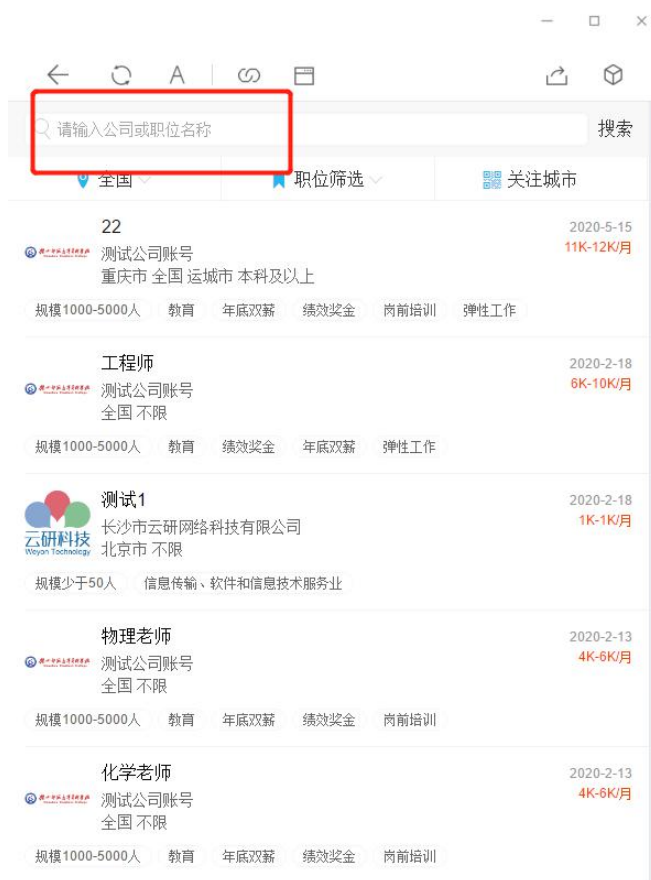 A
请输入公司或职位名称
搜索
全国
职位筛选
关注城市
22
2020-5-15
测试公司账号
11K-12K/月
重庆市 全国 运城市 本科及以上
规模1000-5000人 教育 年底双薪 绩效奖金 岗前培训 弹性工作
工程师
2020-2-18
测试公司账号
6K-10K/月
全国 不限
规模1000-5000人 教育 绩效奖金 年底双薪 弹性工作
测试1
2020-2-18
长沙市云研网络科技有限公司
1K-1K/月
云研科技
Weyon Technology
北京市 不限
规模少于50人 信息传输、软件和信息技术服务业
物理老师
2020-2-13
测试公司账号
4K-6K/月
全国 不限
规模1000-5000人 教育 年底双薪 绩效奖金 岗前培训
化学老师
2020-2-13
测试公司账号
4K-6K/月
全国 不限
规模1000-5000人 教育 年底双薪 绩效奖金 岗前培训